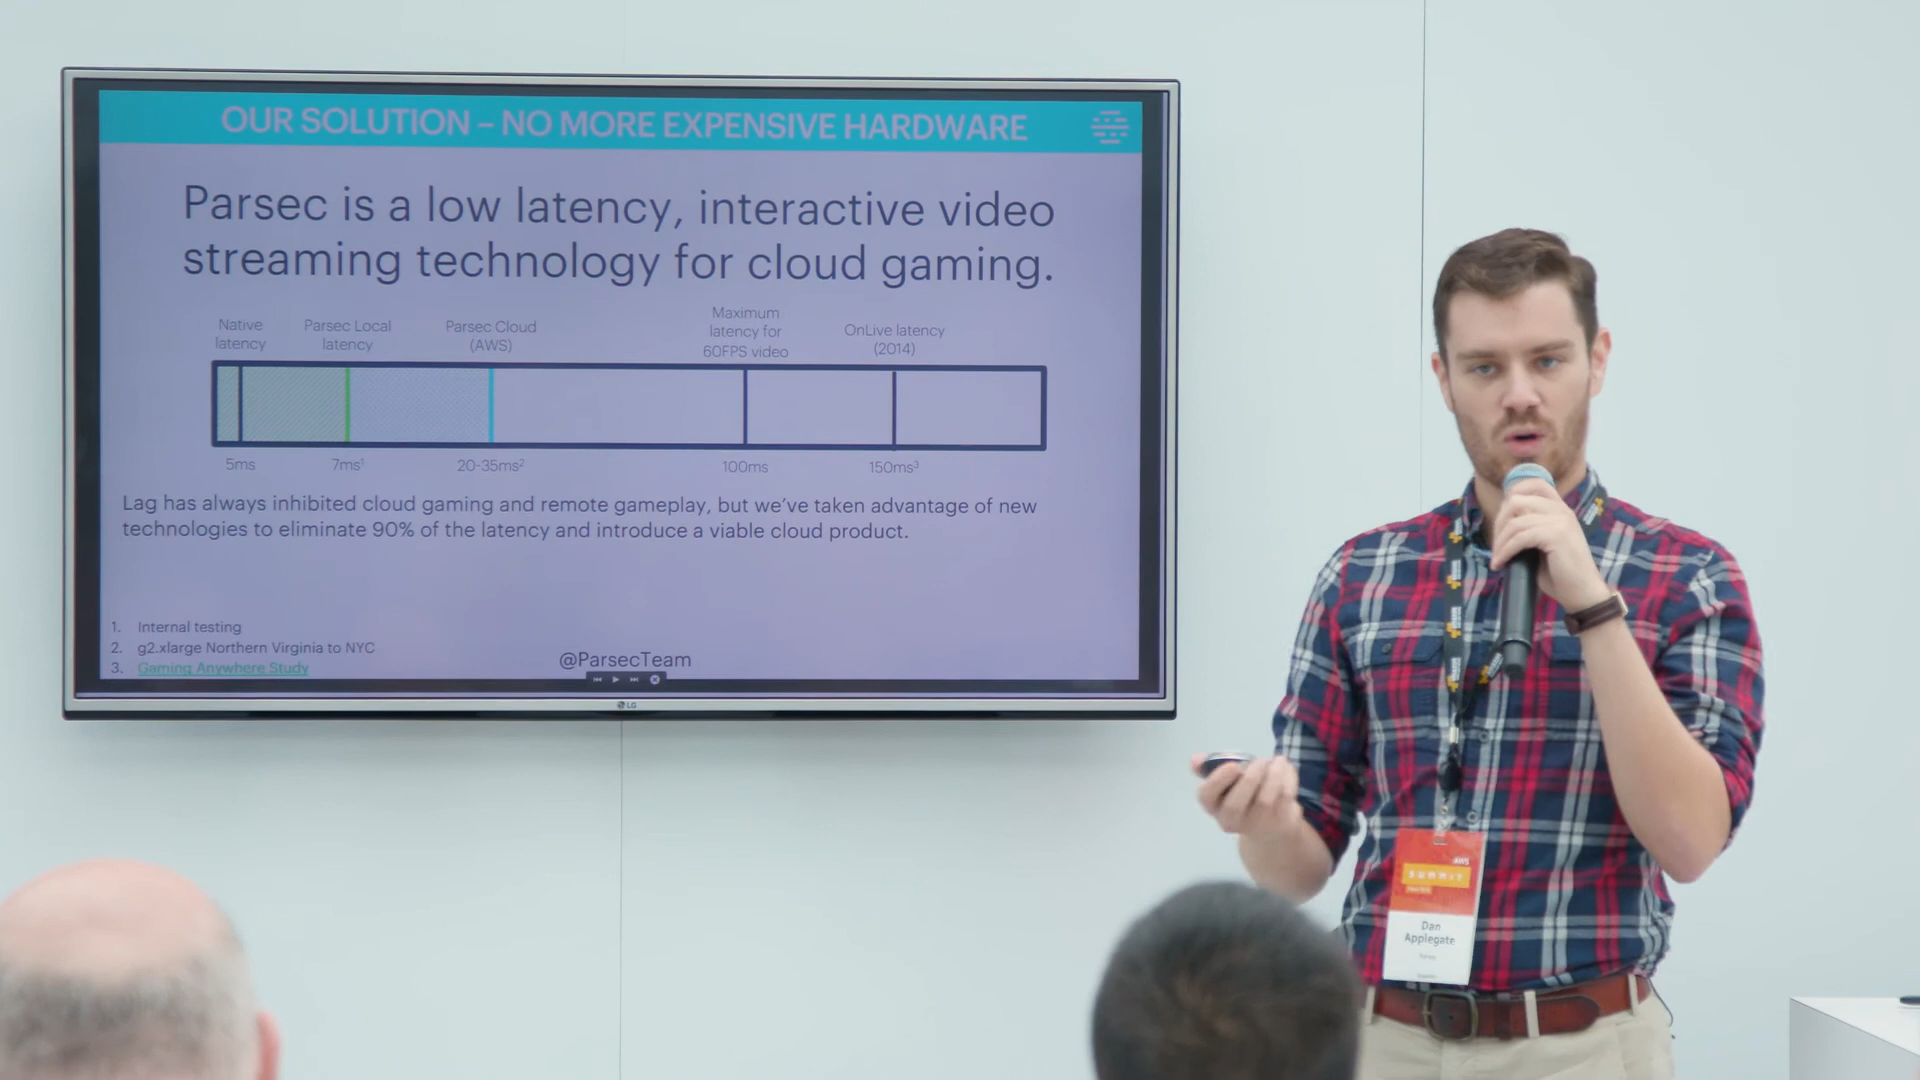 OUR SOLUTION – NO MORE EXPENSIVE HARDWARE
Parsec is a low latency, interactive video
streaming technology for cloud gaming.
Native
latency
Parsec Local
latency
Parsec Cloud
(AWS)
Maximum
latency for
60FPS video
OnLive latency
(2014)
5ms
7ms¹
20-35ms²
100ms
150ms³
Lag has always inhibited cloud gaming and remote gameplay, but we've taken advantage of new
technologies to eliminate 90% of the latency and introduce a viable cloud product.
1. Internal testing
2. g2.xlarge Northern Virginia to NYC
3. Gaming Anywhere Study
@ParsecTeam
LG
AWS
SUMMIT
Dan
Applegate